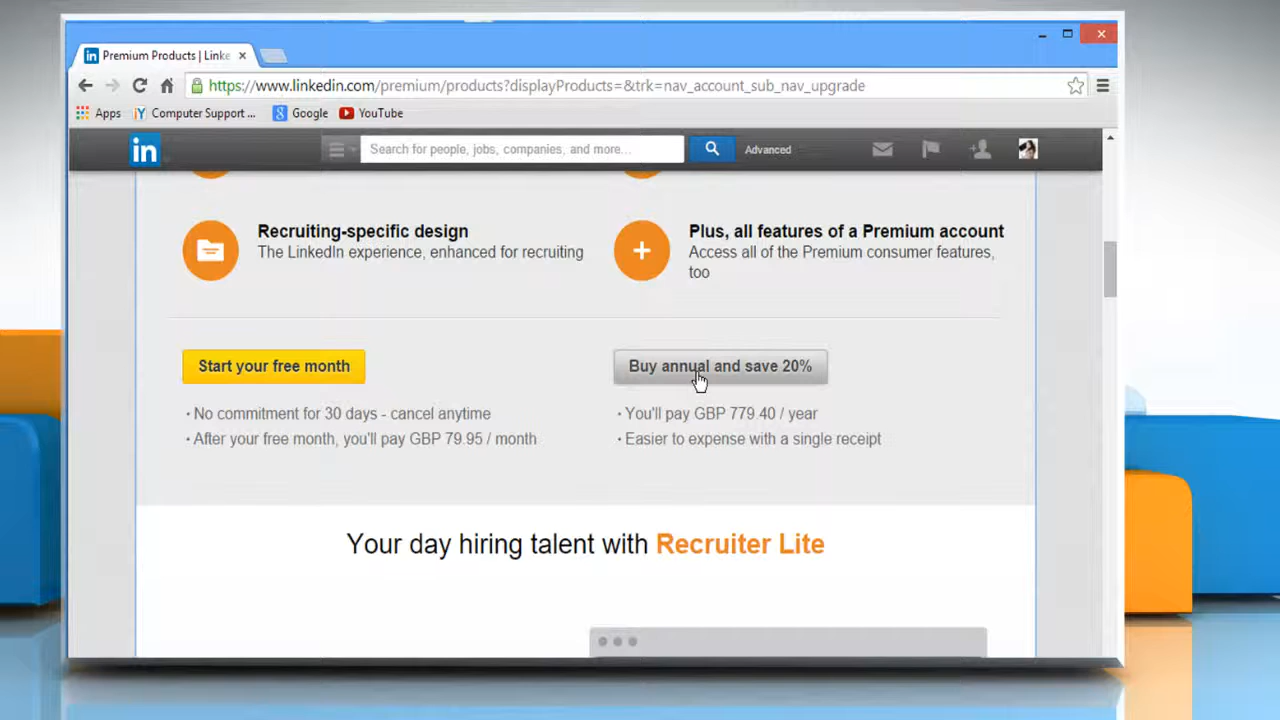 Premium Products | Linke
https://www.linkedin.com/premium/products?displayProducts=&trk=nav_account_sub_nav_upgrade
Apps Computer Support ... Google YouTube
in Search for people, jobs, companies, and more... Advanced
Recruiting-specific design
The LinkedIn experience, enhanced for recruiting
Plus, all features of a Premium account
Access all of the Premium consumer features,
too
Start your free month
· No commitment for 30 days - cancel anytime
· After your free month, you'll pay GBP 79.95 / month
Buy annual and save 20%
· You'll pay GBP 779.40 / year
· Easier to expense with a single receipt
Your day hiring talent with Recruiter Lite